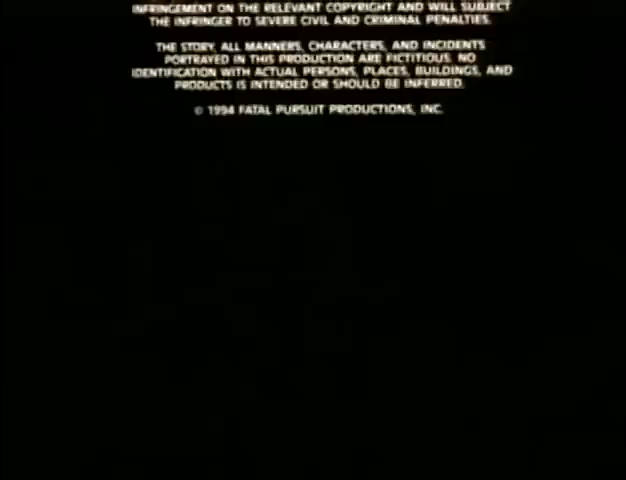 INFRINGEMENT ON THE RELEVANT COPYRIGHT AND WILL SUBJECT
THE INFRINGER TO SEVERE CIVIL AND CRIMINAL PENALTIES.
THE STORY, ALL MANNERS, CHARACTERS, AND INCIDENTS
PORTRAYED IN THIS PRODUCTION ARE FICTITIOUS. NO
IDENTIFICATION WITH ACTUAL PERSONS, PLACES, BUILDINGS, AND
PRODUCTS IS INTENDED OR SHOULD BE INFERRED.
© 1994 FATAL PURSUIT PRODUCTIONS, INC.